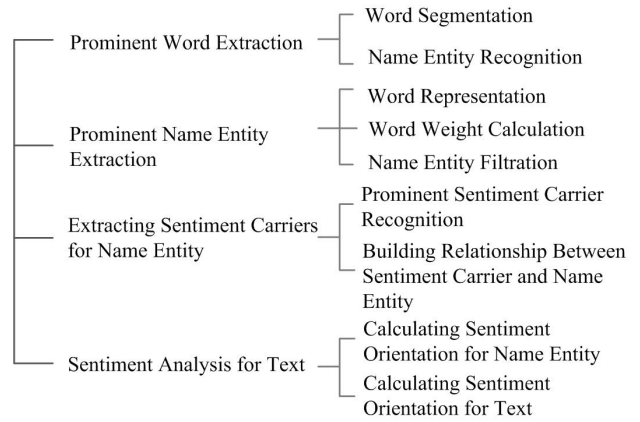 Prominent Word Extraction
Word Segmentation
Name Entity Recognition
Prominent Name Entity
Extraction
Word Representation
Word Weight Calculation
Name Entity Filtration
Extracting Sentiment Carriers
for Name Entity
Prominent Sentiment Carrier
Recognition
Building Relationship Between
Sentiment Carrier and Name
Entity
Sentiment Analysis for Text
Calculating Sentiment
Orientation for Name Entity
Calculating Sentiment
Orientation for Text